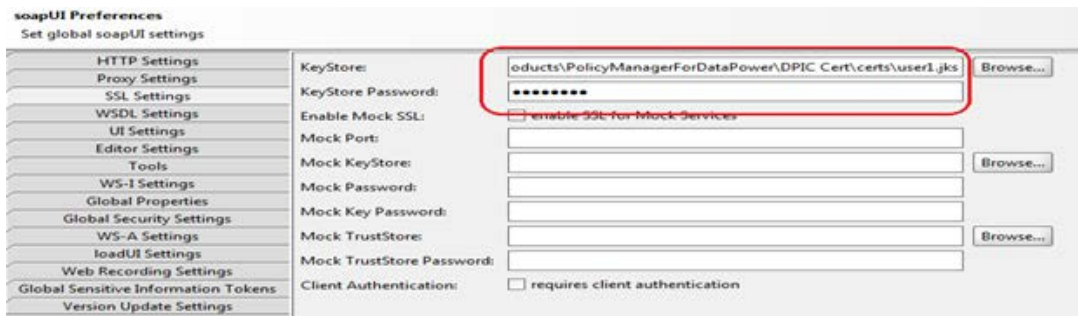 soapUI Preferences
Set global soapUI settings
HTTP Settings
Proxy Settings
SSL Settings
WSDL Settings
UI Settings
Editor Settings
Tools
WS-I Settings
Global Properties
Global Security Settings
WS-A Settings
loadUI Settings
Web Recording Settings
Global Sensitive Information Tokens
Version Update Settings
KeyStore: oducts\PolicyManagerForDataPower\DPIC Cert\certs\user1.jks Browse...
KeyStore Password: ••••••••
Enable Mock SSL: enable SSL for Mock Services
Mock Port:
Mock KeyStore: Browse...
Mock Password:
Mock Key Password:
Mock TrustStore: Browse...
Mock TrustStore Password:
Client Authentication: requires client authentication